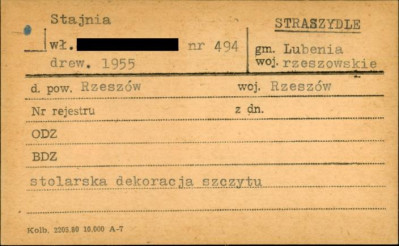 Stajnia
STRASZYDLE
wł. nr 494
gm. Lubenia
drew. 1955
woj. rzeszowskie
d. pow. Rzeszów woj. Rzeszów
Nr rejestru z dn.
ODZ
BDZ
stolarska dekoracja szczytu
Kolb. 2203.80 10.000 A-7